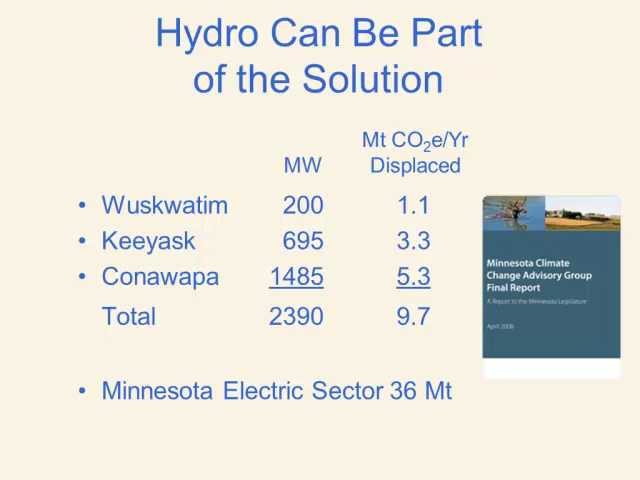 Hydro Can Be Part
of the Solution
Mt CO₂e/Yr
MW Displaced
• Wuskwatim 200 1.1
• Keeyask 695 3.3
• Conawapa 1485 5.3
Total 2390 9.7
• Minnesota Electric Sector 36 Mt
Minnesota Climate
Change Advisory Group
Final Report
A Report to the Minnesota Legislature
April 2008